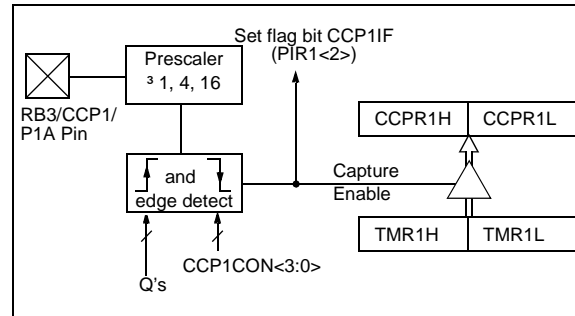 Set flag bit CCP1IF
(PIR1<2>)
Prescaler
³ 1, 4, 16
RB3/CCP1/
P1A Pin
CCPR1H
CCPR1L
and
edge detect
Capture
Enable
TMR1H
TMR1L
CCP1CON<3:0>
Q's